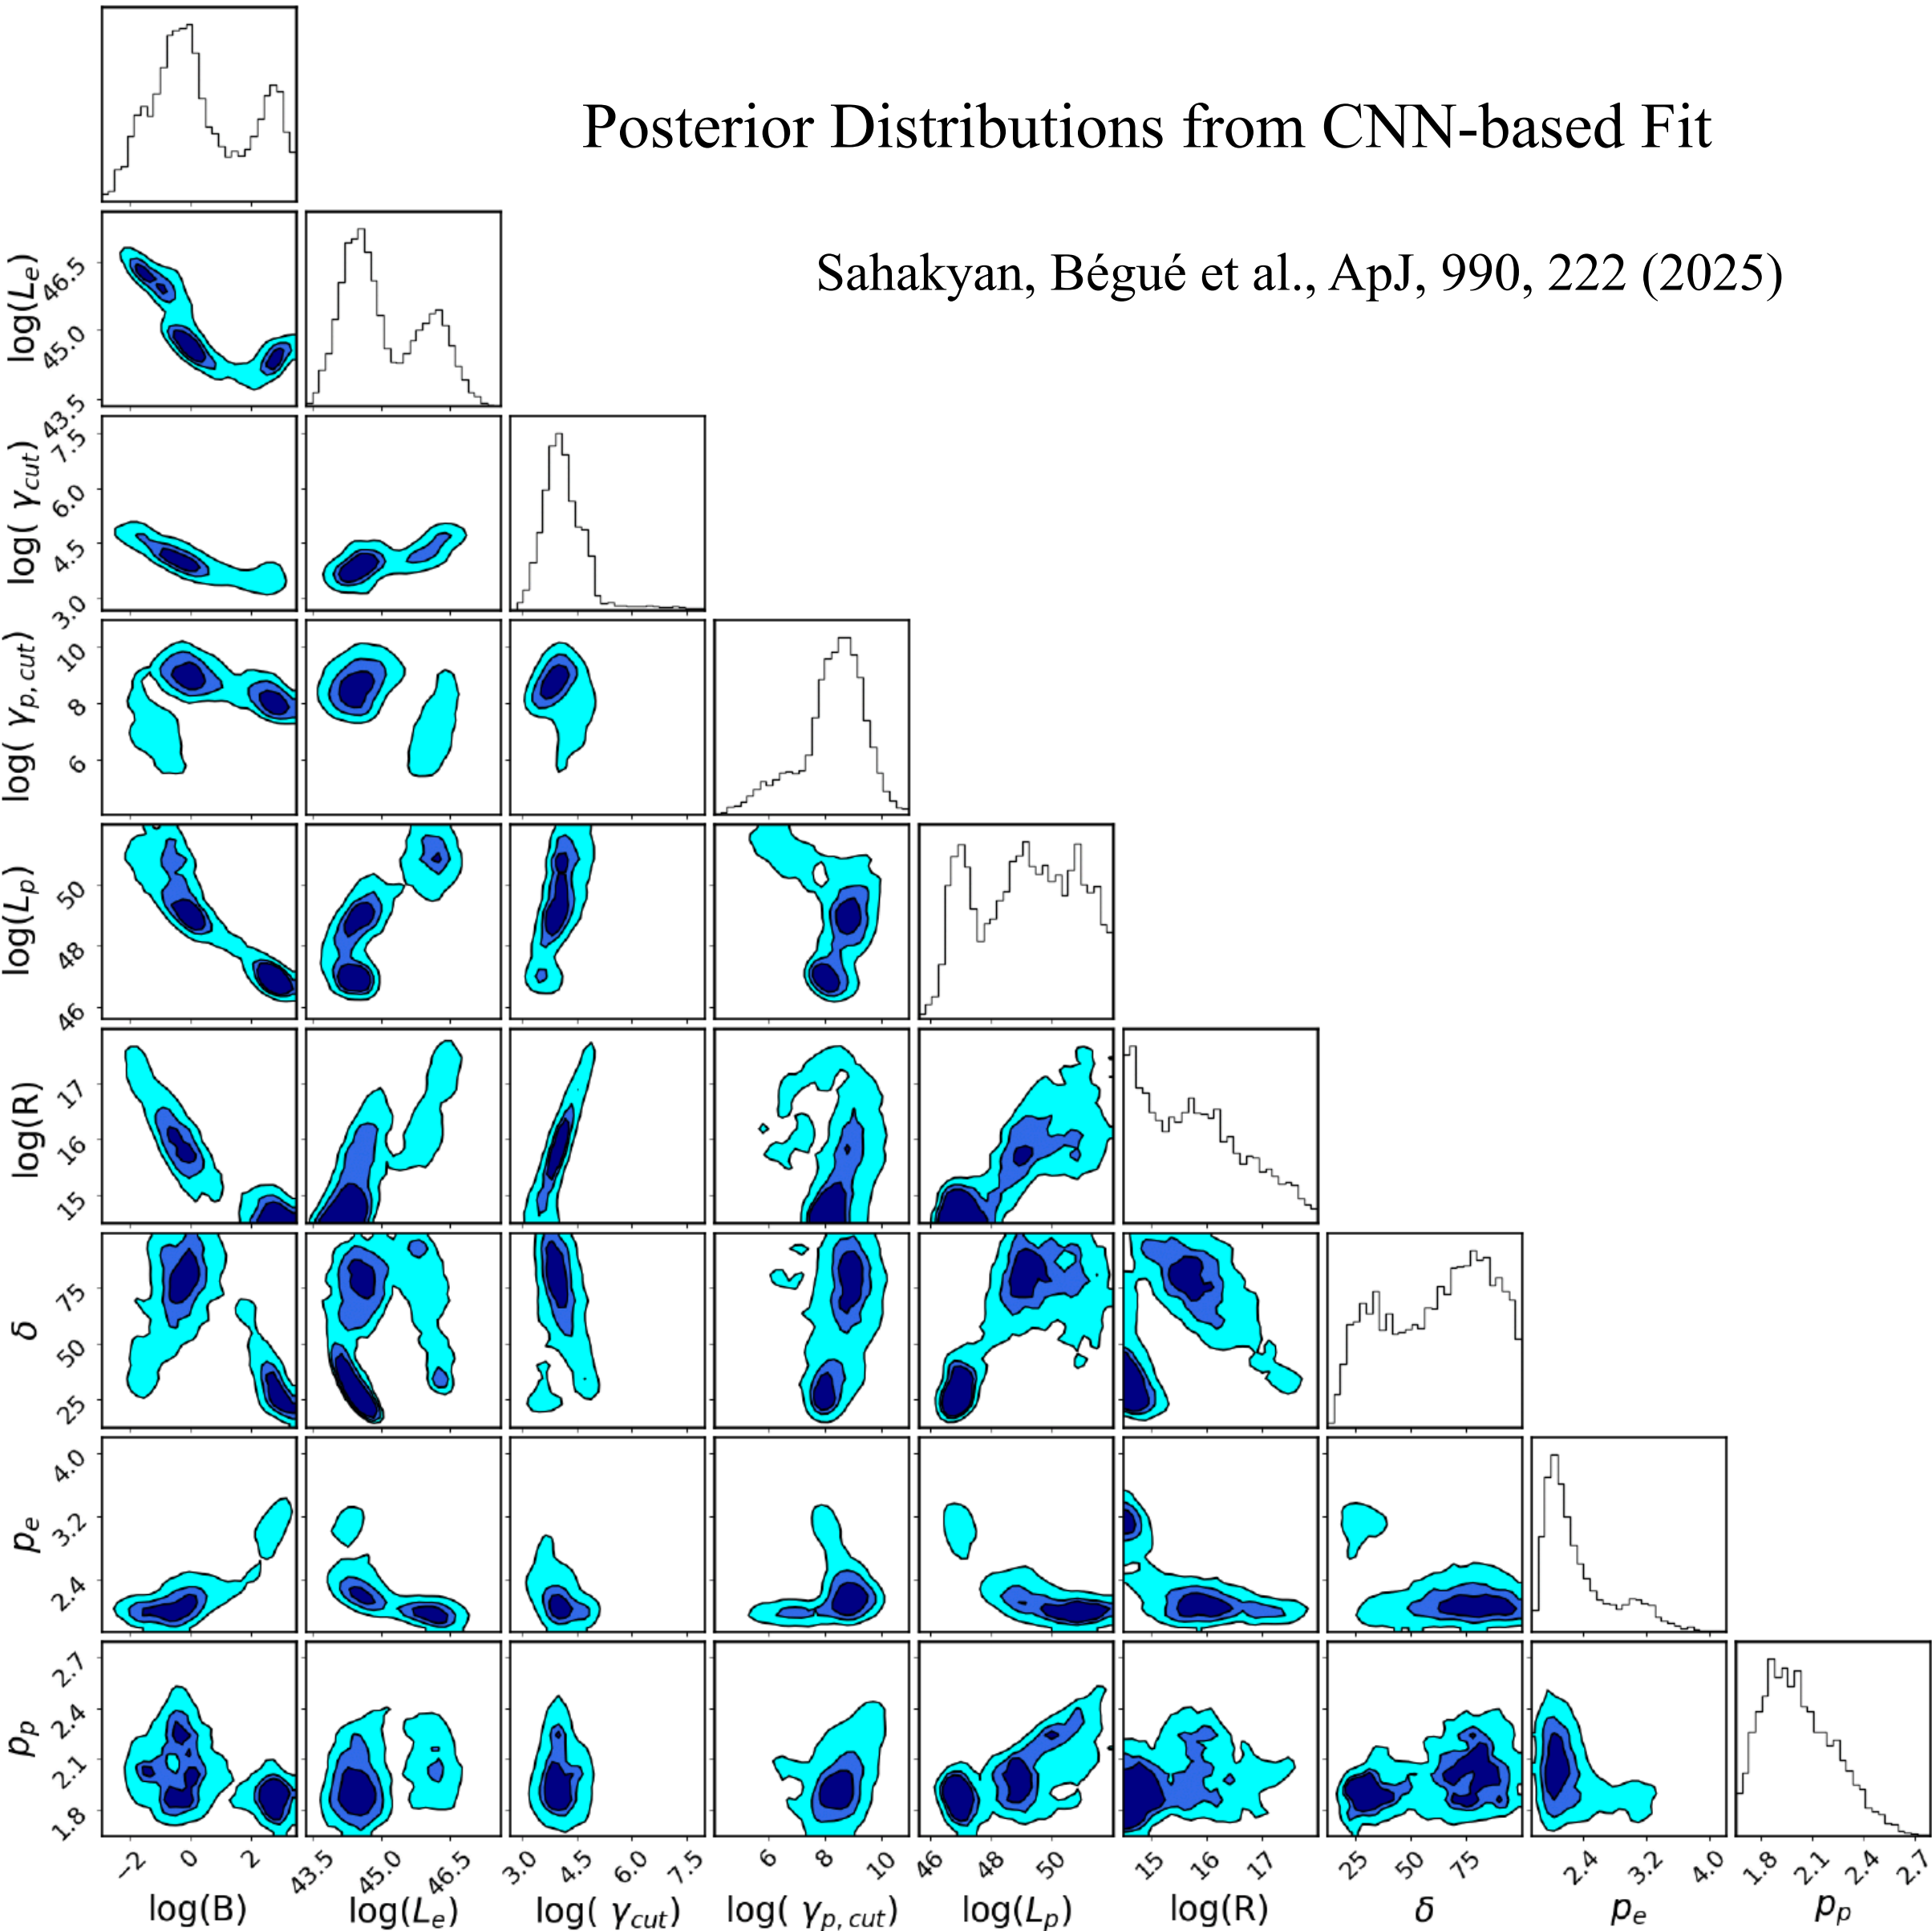 Posterior Distributions from CNN-based Fit
Sahakyan, Bégué et al., ApJ, 990, 222 (2025)
log(L_e)
46.5
45.0
43.5
log( γ_cut)
7.5
6.0
4.5
3.0
log( γ_p,cut)
10
8
6
log(L_p)
50
48
46
log(R)
17
16
15
δ
75
50
25
p_e
4.0
3.2
2.4
p_p
2.7
2.4
2.1
1.8
−2 0 2 43.5 45.0 46.5 3.0 4.5 6.0 7.5 6 8 10 46 48 50 15 16 17 25 50 75 2.4 3.2 4.0 1.8 2.1 2.4 2.7
log(B) log(L_e) log( γ_cut) log( γ_p,cut) log(L_p) log(R) δ p_e p_p